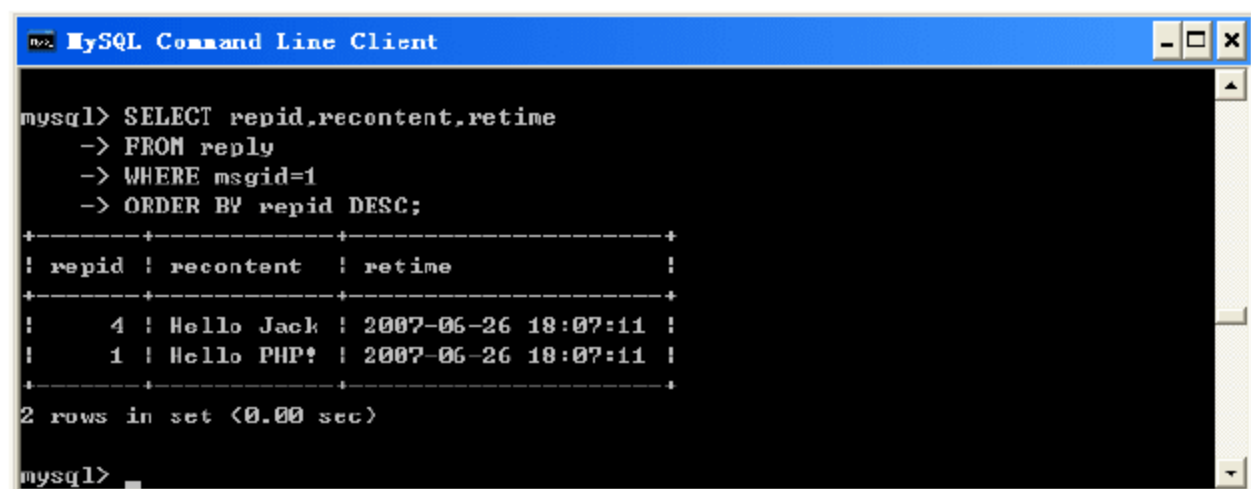 MySQL Command Line Client
mysql> SELECT repid,recontent,retime
    -> FROM reply
    -> WHERE msgid=1
    -> ORDER BY repid DESC;
+-------+------------+---------------------+
| repid | recontent  | retime              |
+-------+------------+---------------------+
|     4 | Hello Jack | 2007-06-26 18:07:11 |
|     1 | Hello PHP! | 2007-06-26 18:07:11 |
+-------+------------+---------------------+
2 rows in set (0.00 sec)
mysql> _